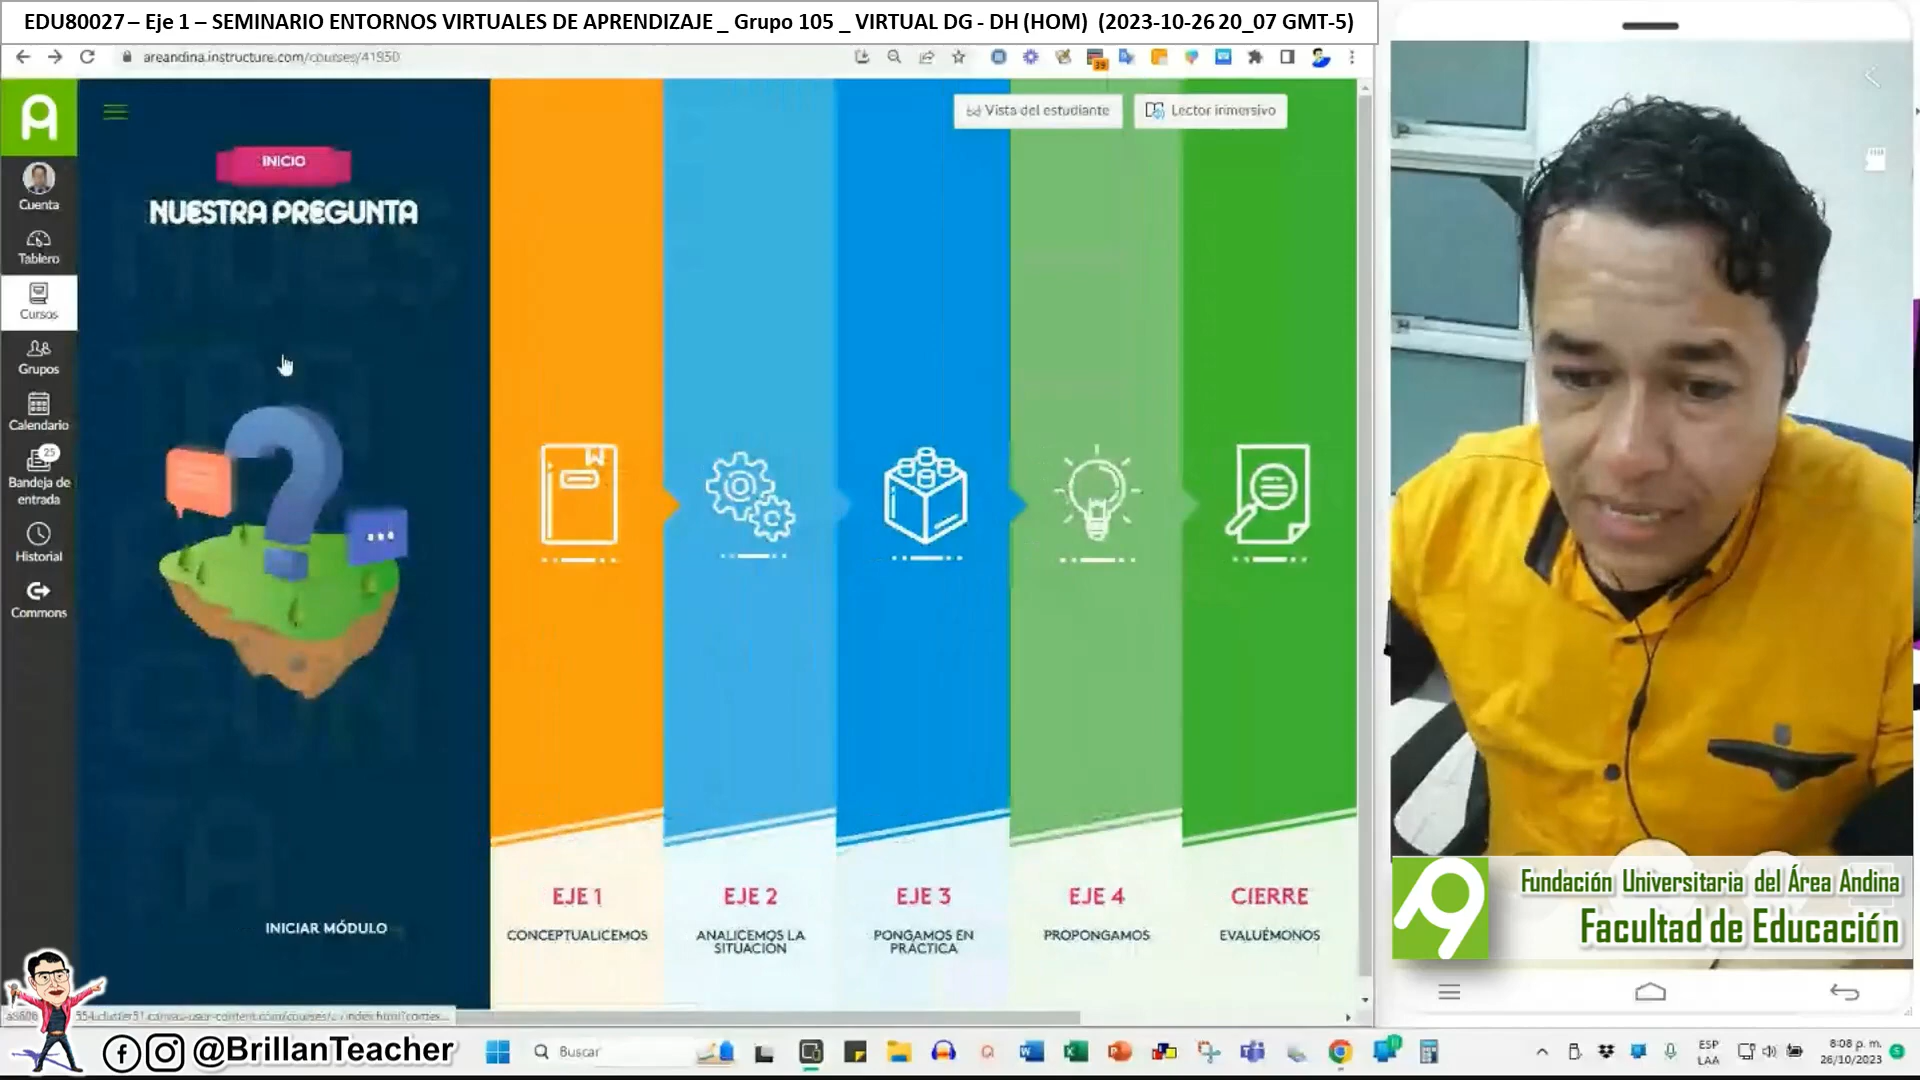 EDU80027 – Eje 1 – SEMINARIO ENTORNOS VIRTUALES DE APRENDIZAJE _ Grupo 105 _ VIRTUAL DG - DH (HOM) (2023-10-26 20_07 GMT-5)
areandina.instructure.com/courses/41950
39
Vista del estudiante
Lector inmersivo
INICIO
NUESTRA PREGUNTA
Cuenta
Tablero
Cursos
Grupos
Calendario
25
Bandeja de
entrada
Historial
Commons
EJE 1
CONCEPTUALICEMOS
EJE 2
ANALICEMOS LA
SITUACIÓN
EJE 3
PONGAMOS EN
PRÁCTICA
EJE 4
PROPONGAMOS
CIERRE
EVALUÉMONOS
INICIAR MÓDULO
Fundación Universitaria del Área Andina
Facultad de Educación
@BrillanTeacher
Buscar
ESP
LAA
8:08 p. m.
26/10/2023